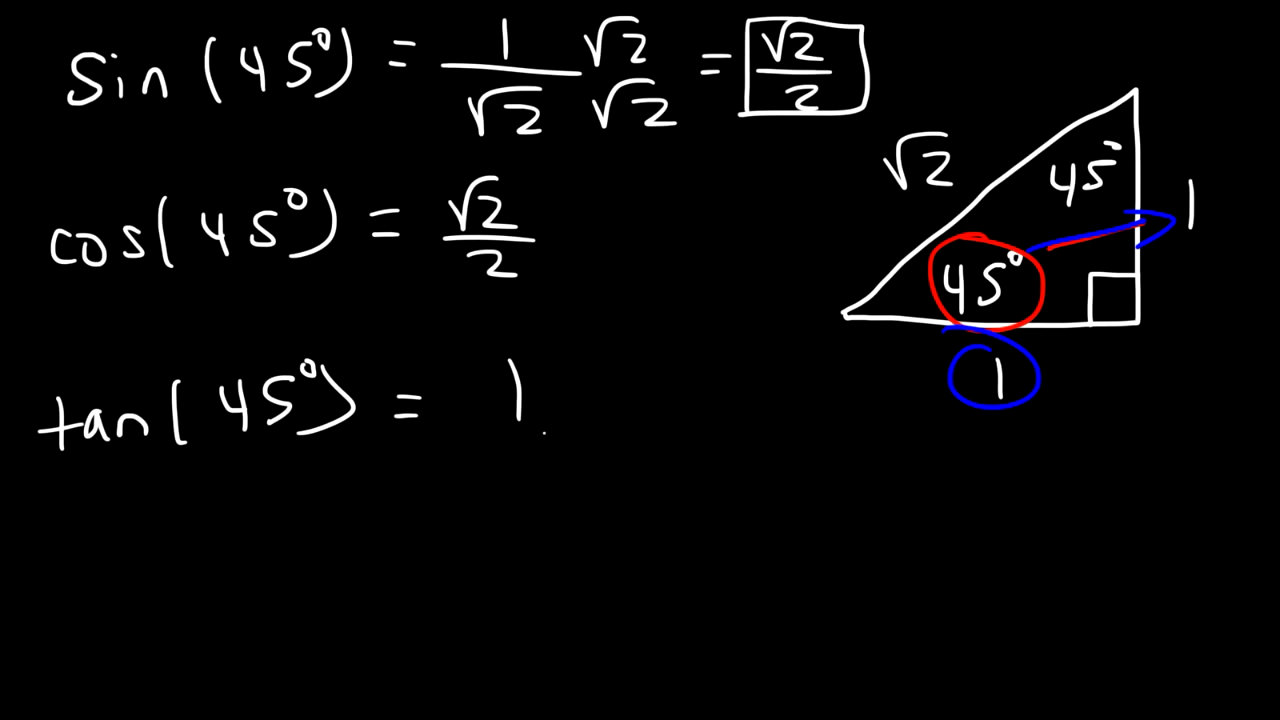 sin(45°) = 1/√2 √2/√2 = √2/2
cos(45°) = √2/2
tan(45°) = 1
√2
45°
1
45°
1